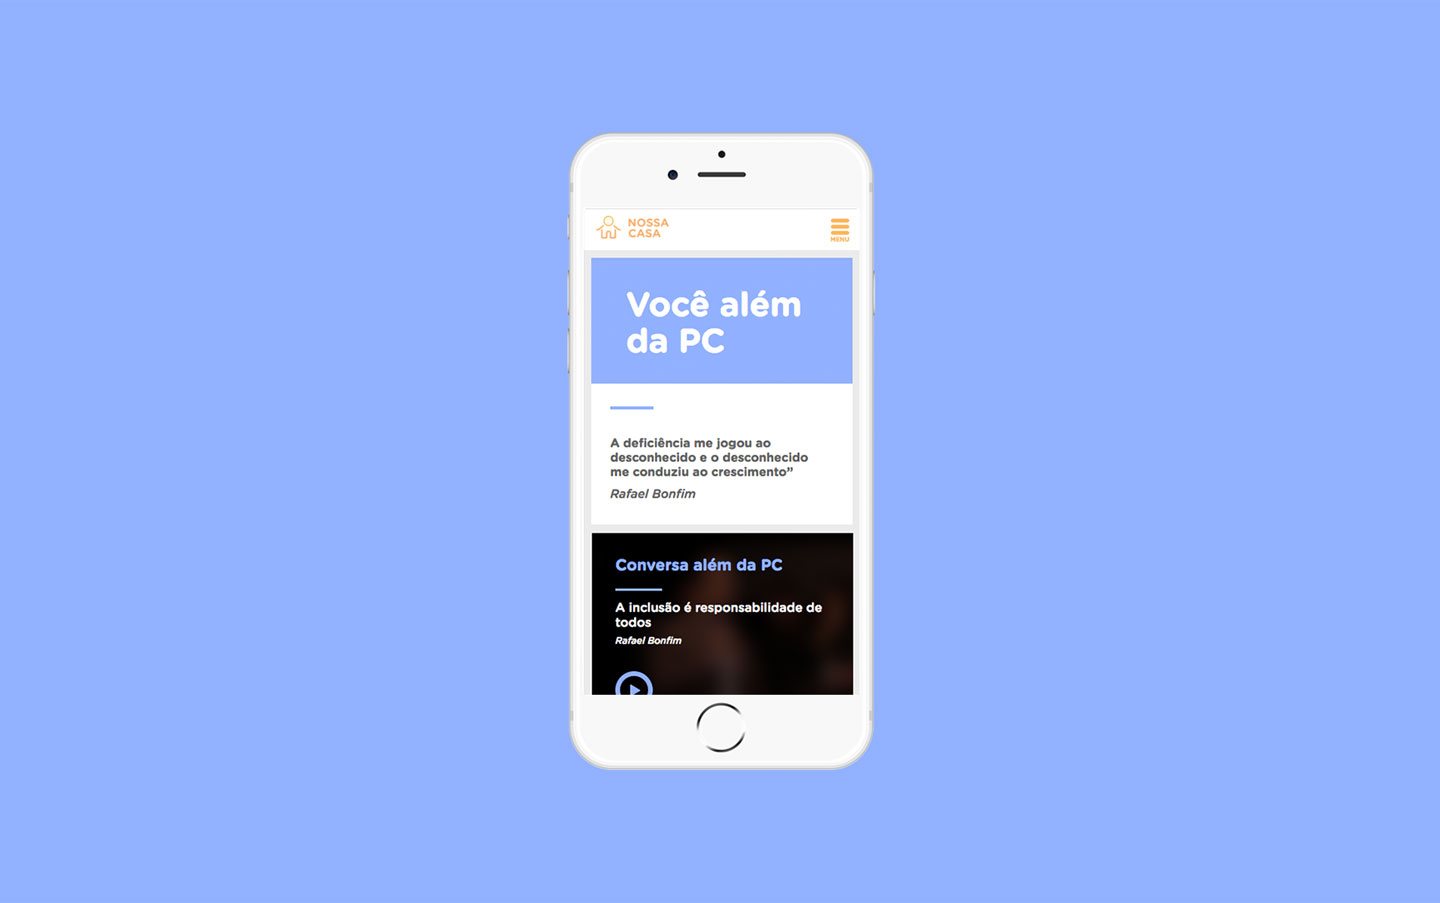 NOSSA
CASA
MENU
Você além
da PC
A deficiência me jogou ao
desconhecido e o desconhecido
me conduziu ao crescimento”
Rafael Bonfim
Conversa além da PC
A inclusão é responsabilidade de
todos
Rafael Bonfim